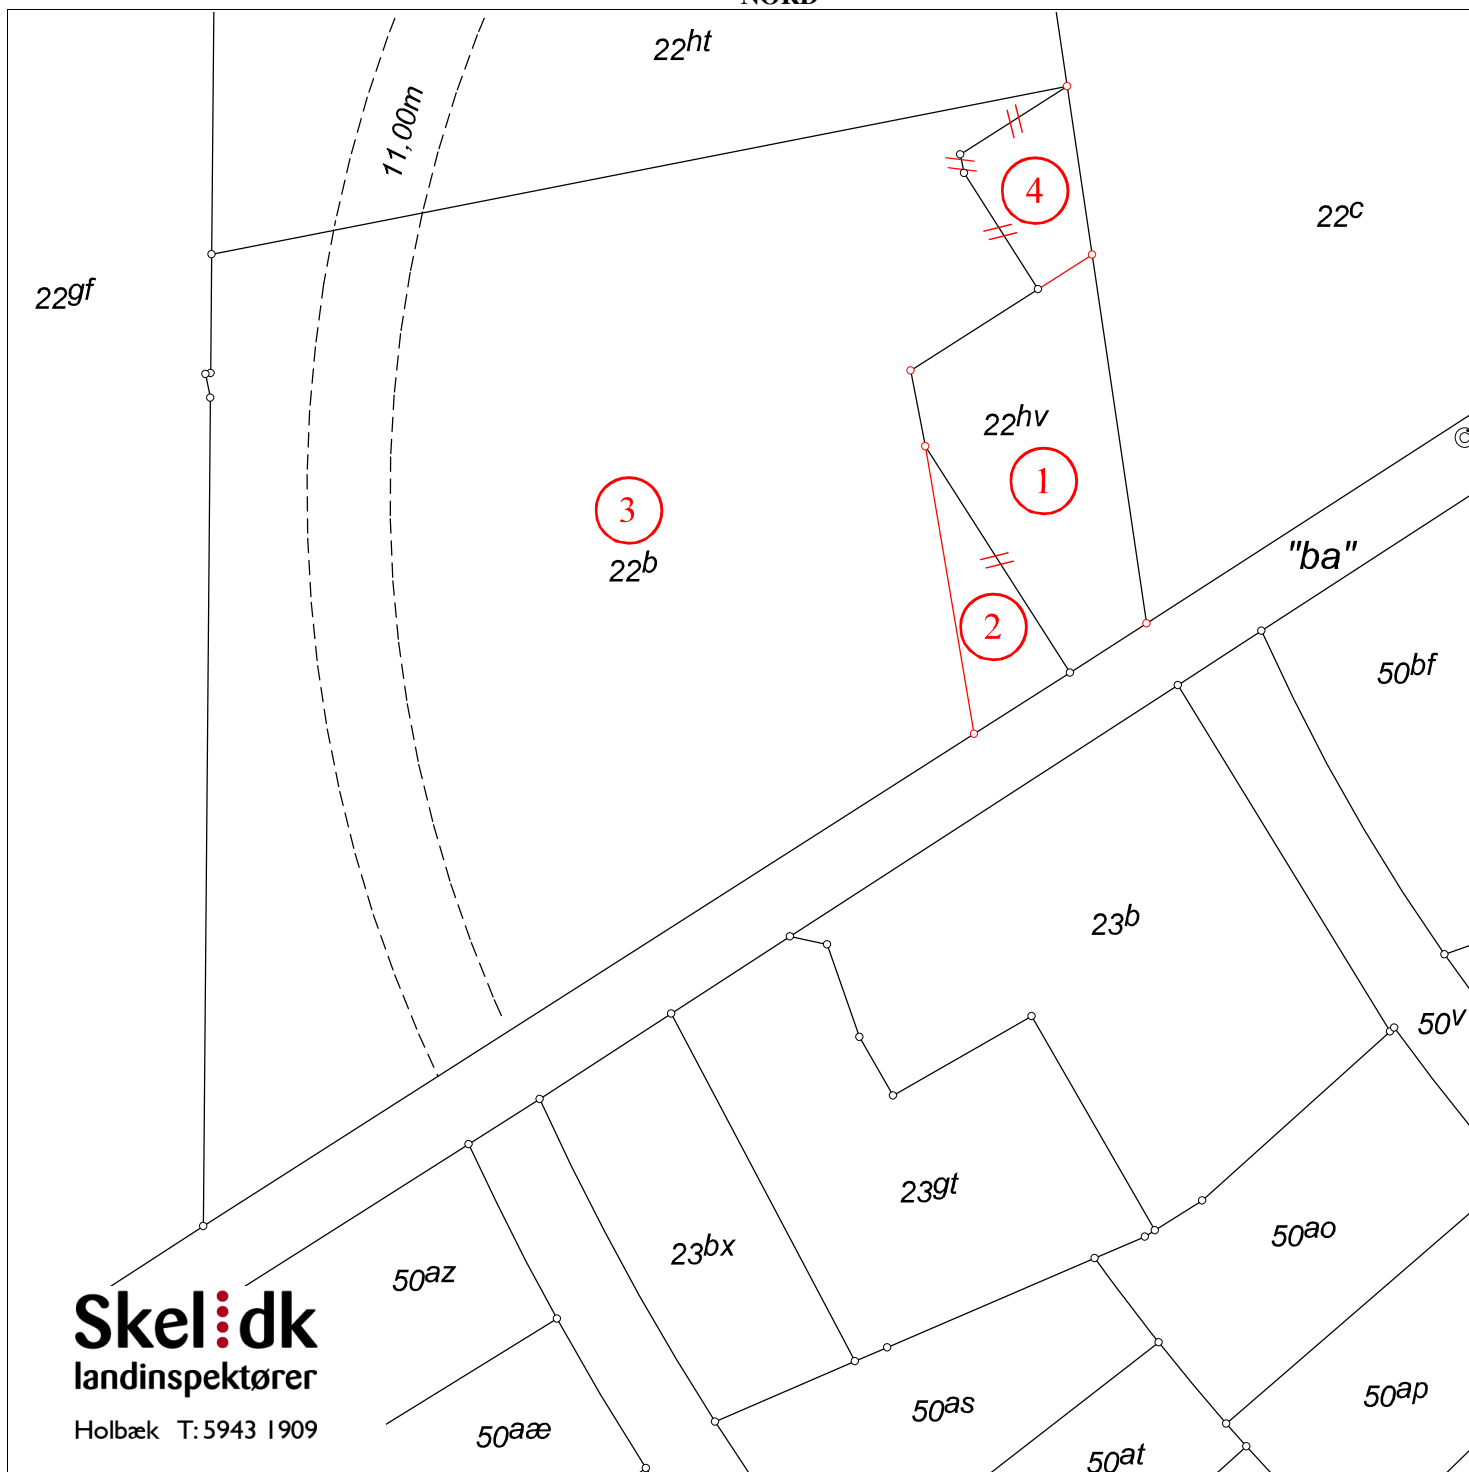 NORD
22ht
11,00m
4
22c
22gf
22hv
1
3
22b
"ba"
2
50bf
23b
50v
23gt
50ao
23bx
50az
Skel dk
landinspektører
Holbæk T: 5943 1909
50ap
50as
50aæ
50at